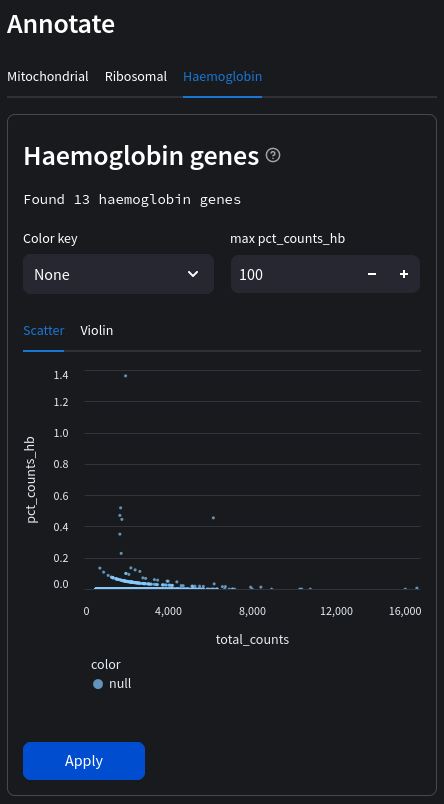 Annotate
Mitochondrial Ribosomal Haemoglobin
Haemoglobin genes ?
Found 13 haemoglobin genes
Color key max pct_counts_hb
None 100 − +
Scatter Violin
1.4
1.2
1.0
0.8
0.6
0.4
0.2
0.0
pct_counts_hb
0 4,000 8,000 12,000 16,000
total_counts
color
null
Apply